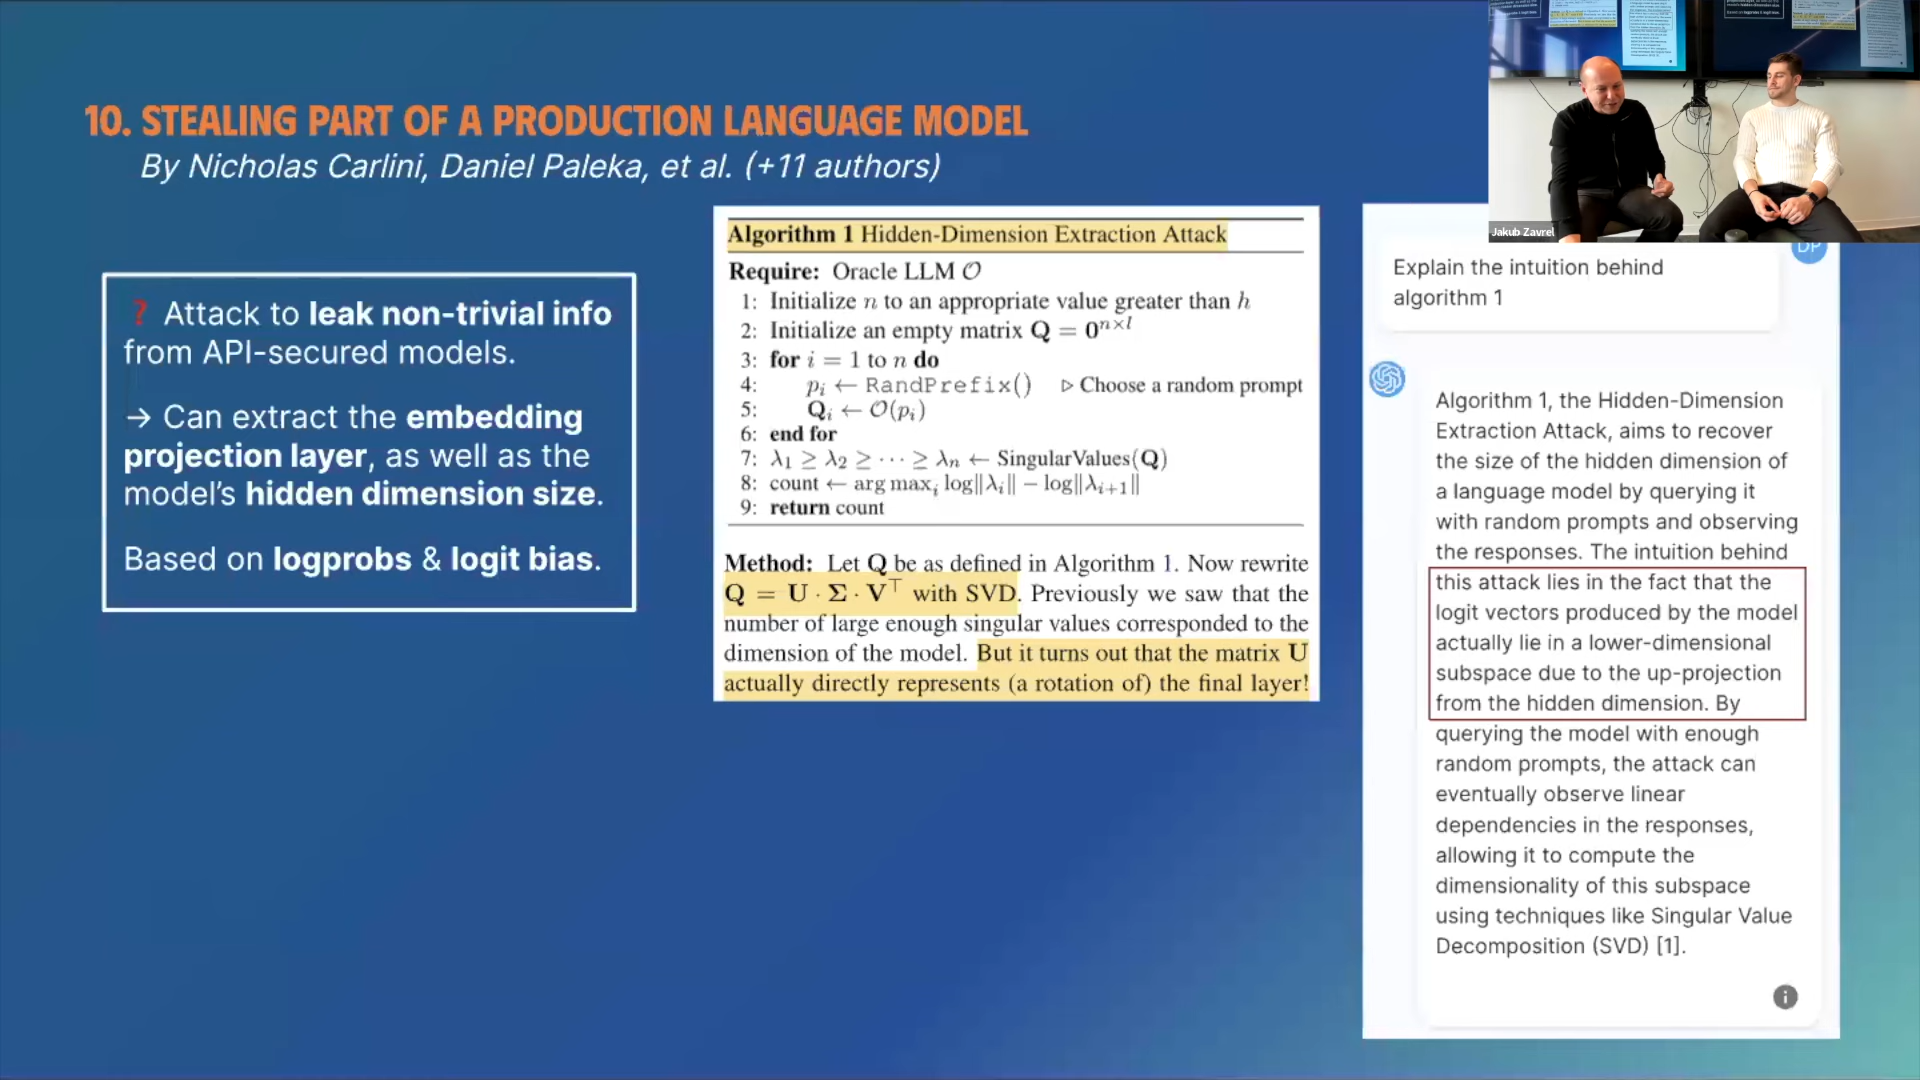 10. STEALING PART OF A PRODUCTION LANGUAGE MODEL
By Nicholas Carlini, Daniel Paleka, et al. (+11 authors)
❓ Attack to leak non-trivial info
from API-secured models.
→ Can extract the embedding
projection layer, as well as the
model's hidden dimension size.
Based on logprobs & logit bias.
Algorithm 1 Hidden-Dimension Extraction Attack
Require: Oracle LLM 𝒪
1: Initialize n to an appropriate value greater than h
2: Initialize an empty matrix Q = 0^{n×l}
3: for i = 1 to n do
4: p_i ← RandPrefix() ▷ Choose a random prompt
5: Q_i ← 𝒪(p_i)
6: end for
7: λ_1 ≥ λ_2 ≥ ··· ≥ λ_n ← SingularValues(Q)
8: count ← arg max_i log‖λ_i‖ − log‖λ_{i+1}‖
9: return count
Method: Let Q be as defined in Algorithm 1. Now rewrite
Q = U · Σ · V^⊤ with SVD. Previously we saw that the
number of large enough singular values corresponded to the
dimension of the model. But it turns out that the matrix U
actually directly represents (a rotation of) the final layer!
Jakub Zavrel
DP
Explain the intuition behind
algorithm 1
Algorithm 1, the Hidden-Dimension
Extraction Attack, aims to recover
the size of the hidden dimension of
a language model by querying it
with random prompts and observing
the responses. The intuition behind
this attack lies in the fact that the
logit vectors produced by the model
actually lie in a lower-dimensional
subspace due to the up-projection
from the hidden dimension. By
querying the model with enough
random prompts, the attack can
eventually observe linear
dependencies in the responses,
allowing it to compute the
dimensionality of this subspace
using techniques like Singular Value
Decomposition (SVD) [1].
i